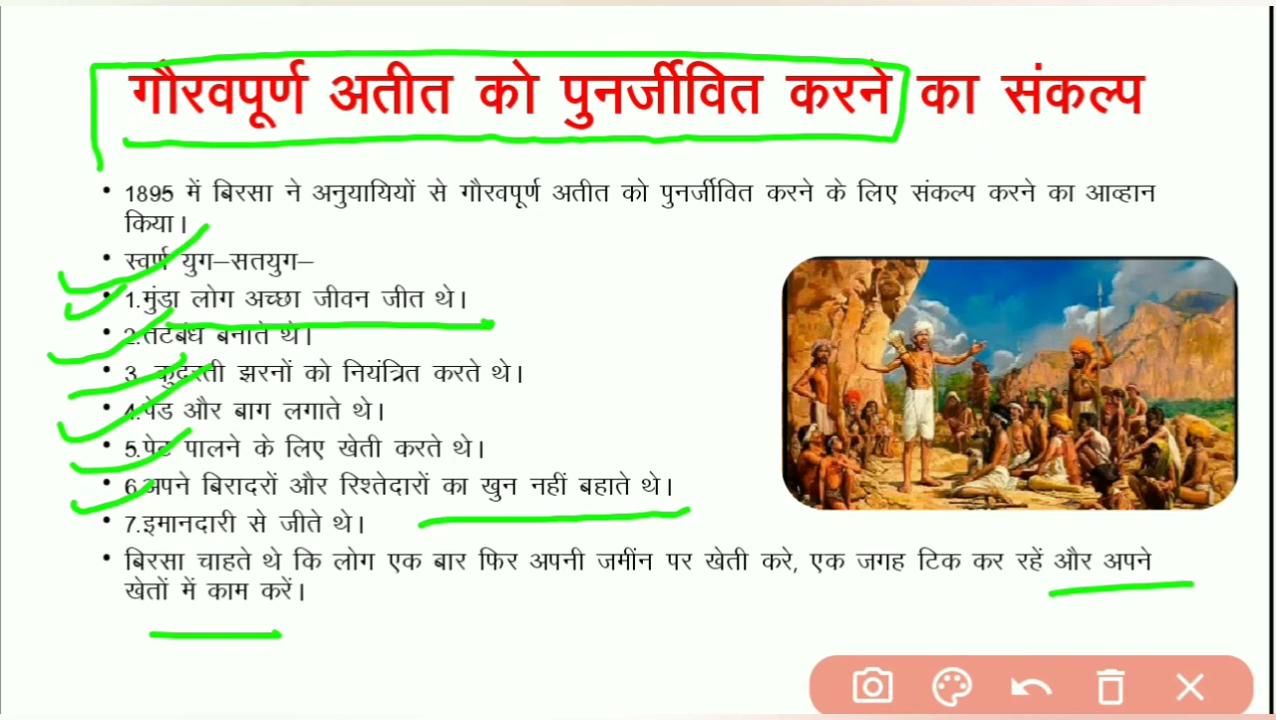 गौरवपूर्ण अतीत को पुनर्जीवित करने का संकल्प
• 1895 में बिरसा ने अनुयायियों से गौरवपूर्ण अतीत को पुनर्जीवित करने के लिए संकल्प करने का आव्हान
किया।
• स्वर्ण युग–सतयुग–
• 1.मुंडा लोग अच्छा जीवन जीत थे।
• 2.तटबंध बनाते थे।
• 3. कुदरती झरनों को नियंत्रित करते थे।
• 4.पेड और बाग लगाते थे।
• 5.पेट पालने के लिए खेती करते थे।
• 6.अपने बिरादरों और रिश्तेदारों का खुन नहीं बहाते थे।
• 7.इमानदारी से जीते थे।
• बिरसा चाहते थे कि लोग एक बार फिर अपनी जमींन पर खेती करे, एक जगह टिक कर रहें और अपने
खेतों में काम करें।